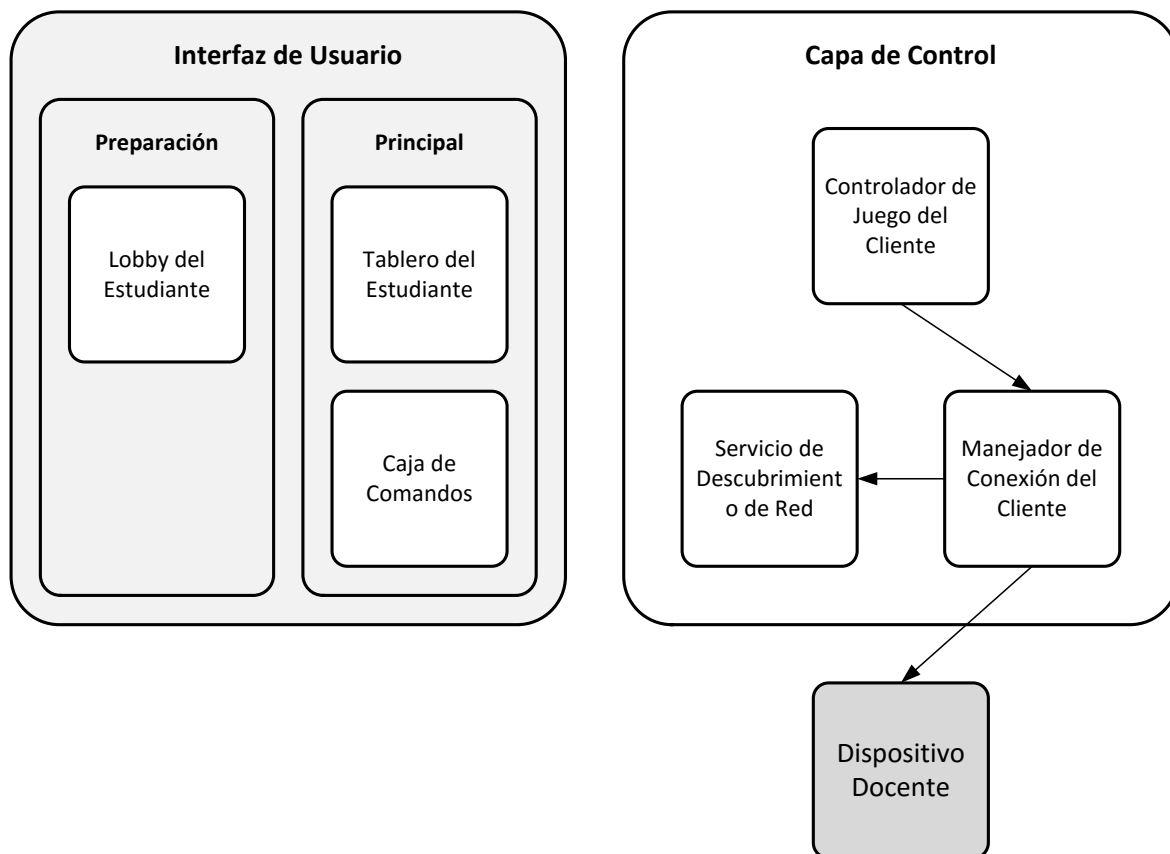 Interfaz de Usuario
Preparación
Lobby del
Estudiante
Principal
Tablero del
Estudiante
Caja de
Comandos
Capa de Control
Controlador de
Juego del
Cliente
Servicio de
Descubrimient
o de Red
Manejador de
Conexión del
Cliente
Dispositivo
Docente